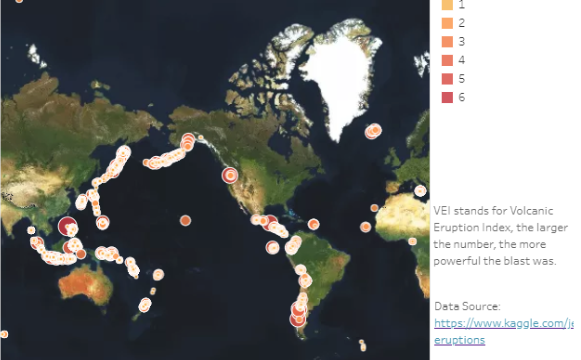 1
2
3
4
5
6
VEI stands for Volcanic
Eruption Index, the larger
the number, the more
powerful the blast was.
Data Source:
https://www.kaggle.com/je
eruptions